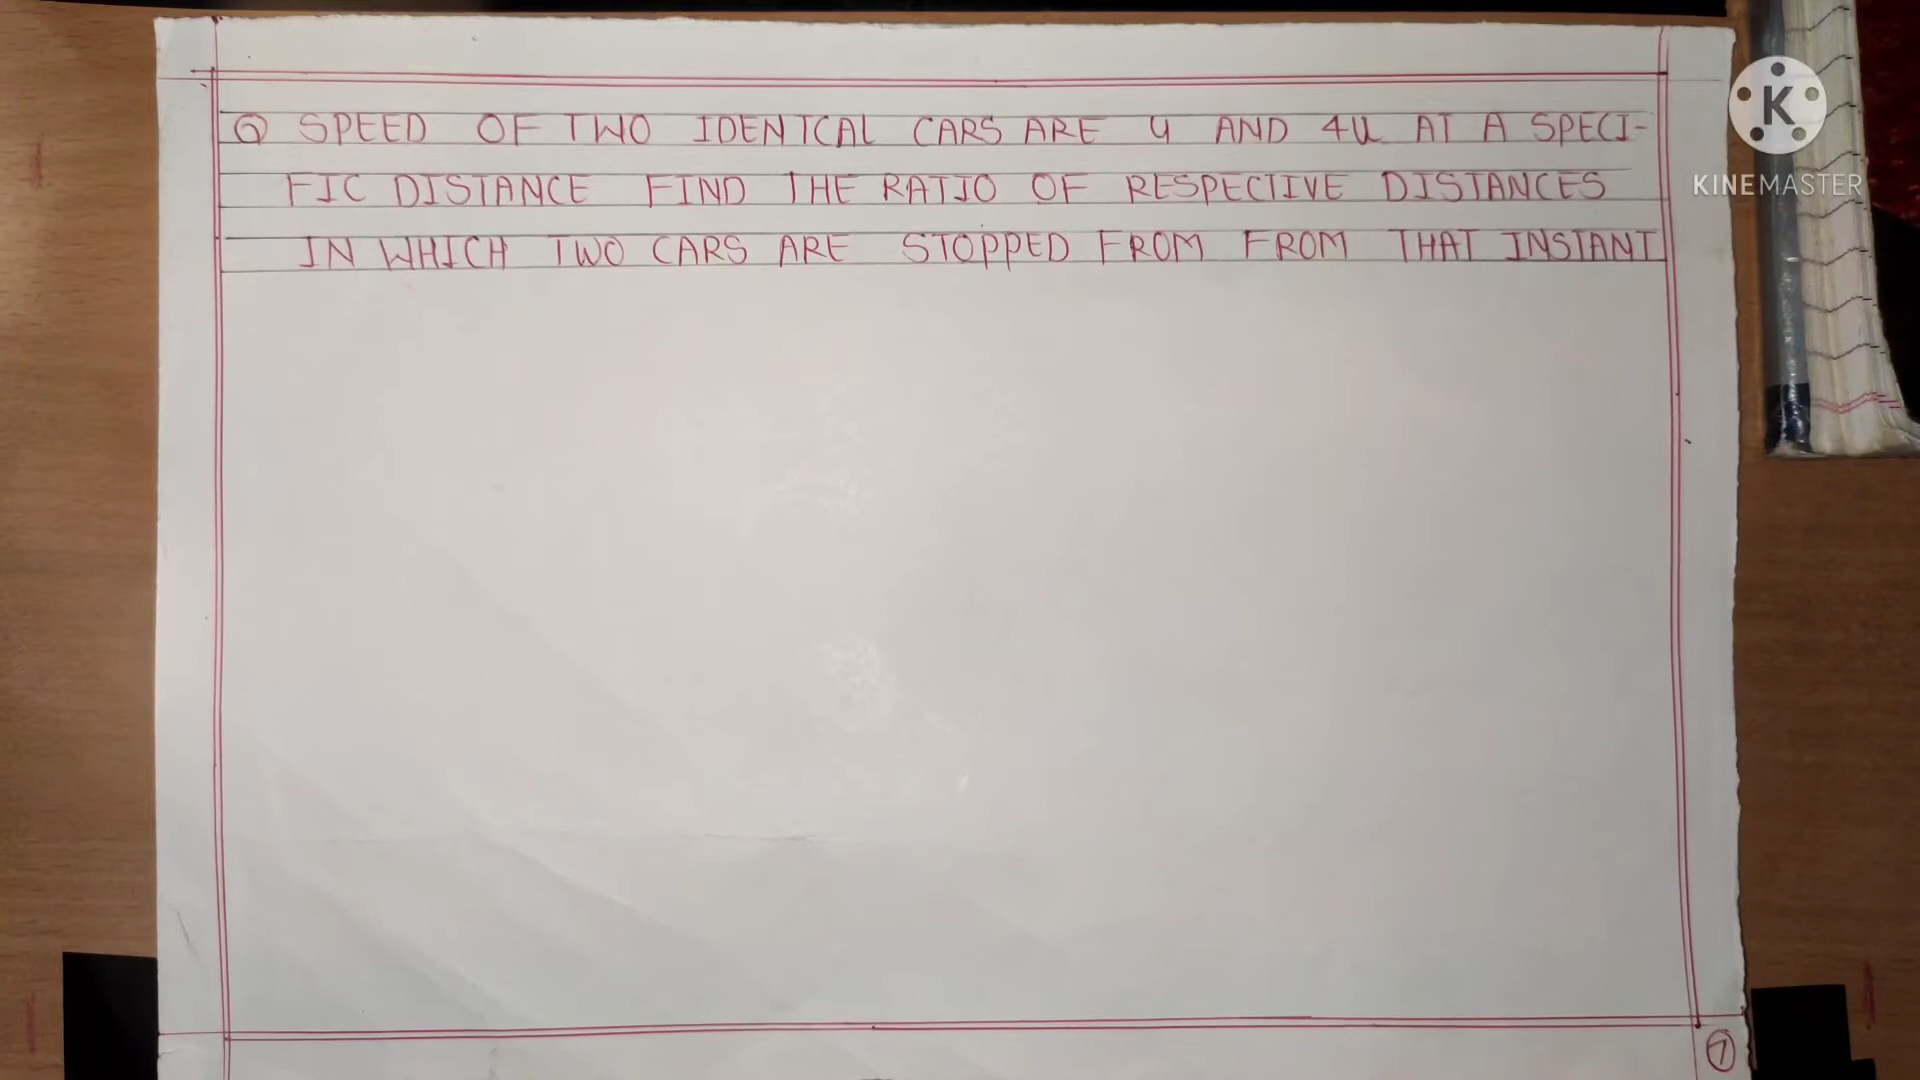 Q SPEED OF TWO IDENTCAL CARS ARE U AND 4U AT A SPECI-
FIC DISTANCE FIND THE RATIO OF RESPECTIVE DISTANCES
IN WHICH TWO CARS ARE STOPPED FROM FROM THAT INSTANT
K
KINEMASTER
7